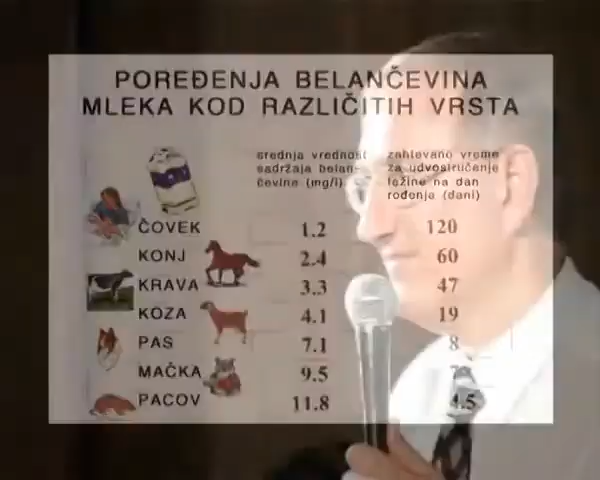 POREĐENJA BELANČEVINA
MLEKA KOD RAZLIČITIH VRSTA
srednja vrednost zahtevano vreme
sadržaja belan- za udvostručenje
čevina (mg/l) težine na dan
rođenja (dani)
ČOVEK 1.2 120
KONJ 2.4 60
KRAVA 3.3 47
KOZA 4.1 19
PAS 7.1 8
MAČKA 9.5
PACOV 11.8 4.5